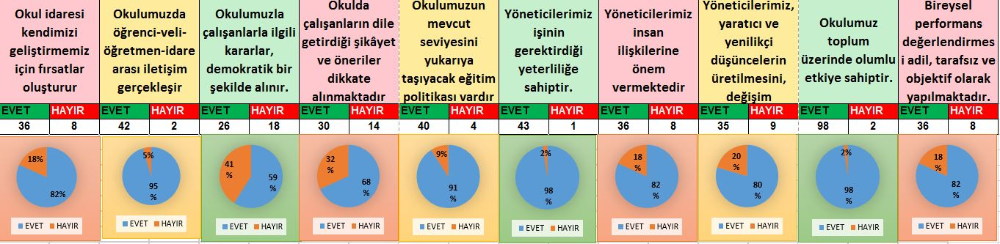 Okul idaresi
kendimizi
geliştirmemiz
için fırsatlar
oluşturur
Okulumuzda
öğrenci-veli-
öğretmen-idare
arası iletişim
gerçekleşir
Okulumuzla
çalışanlarla ilgili
kararlar,
demokratik bir
şekilde alınır.
Okulda
çalışanların dile
getirdiği şikâyet
ve öneriler
dikkate
alınmaktadır
Okulumuzun
mevcut
seviyesini
yukarıya
taşıyacak eğitim
politikası vardır
Yöneticilerimiz
işinin
gerektirdiği
yeterliliğe
sahiptir.
Yöneticilerimiz
insan
ilişkilerine
önem
vermektedir
Yöneticilerimiz,
yaratıcı ve
yenilikçi
düşüncelerin
üretilmesini,
değişim
Okulumuz
toplum
üzerinde olumlu
etkiye sahiptir.
Bireysel
performans
değerlendirmes
i adil, tarafsız ve
objektif olarak
yapılmaktadır.
EVET HAYIR EVET HAYIR EVET HAYIR EVET HAYIR EVET HAYIR EVET HAYIR EVET HAYIR EVET HAYIR EVET HAYIR EVET HAYIR
36 8 42 2 26 18 30 14 40 4 43 1 36 8 35 9 98 2 36 8
18%
82%
EVET HAYIR
5%
95
%
EVET HAYIR
41
%
59
%
EVET HAYIR
32
%
68
%
EVET HAYIR
9%
91
%
EVET HAYIR
2%
98
%
EVET HAYIR
18
%
82
%
EVET HAYIR
20
%
80
%
EVET HAYIR
2%
98
%
EVET HAYIR
18
%
82
%
EVET HAYIR